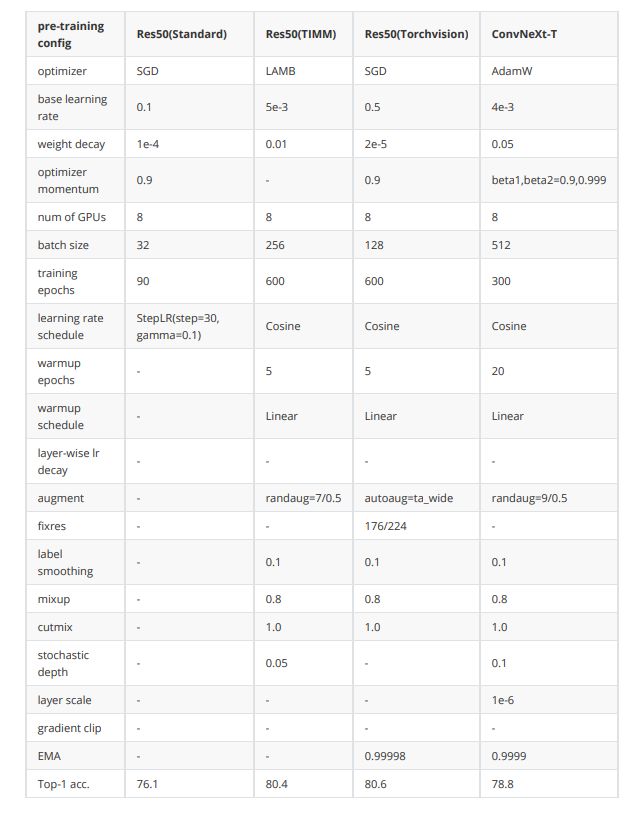 pre-training config | Res50(Standard) | Res50(TIMM) | Res50(Torchvision) | ConvNeXt-T
optimizer | SGD | LAMB | SGD | AdamW
base learning rate | 0.1 | 5e-3 | 0.5 | 4e-3
weight decay | 1e-4 | 0.01 | 2e-5 | 0.05
optimizer momentum | 0.9 | - | 0.9 | beta1,beta2=0.9,0.999
num of GPUs | 8 | 8 | 8 | 8
batch size | 32 | 256 | 128 | 512
training epochs | 90 | 600 | 600 | 300
learning rate schedule | StepLR(step=30, gamma=0.1) | Cosine | Cosine | Cosine
warmup epochs | - | 5 | 5 | 20
warmup schedule | - | Linear | Linear | Linear
layer-wise lr decay | - | - | - | -
augment | - | randaug=7/0.5 | autoaug=ta_wide | randaug=9/0.5
fixres | - | - | 176/224 | -
label smoothing | - | 0.1 | 0.1 | 0.1
mixup | - | 0.8 | 0.8 | 0.8
cutmix | - | 1.0 | 1.0 | 1.0
stochastic depth | - | 0.05 | - | 0.1
layer scale | - | - | - | 1e-6
gradient clip | - | - | - | -
EMA | - | - | 0.99998 | 0.9999
Top-1 acc. | 76.1 | 80.4 | 80.6 | 78.8